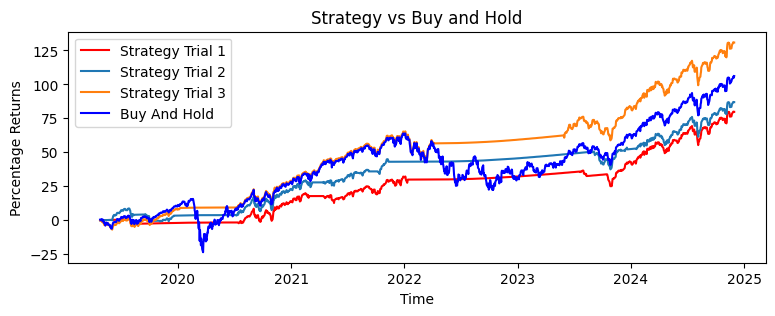 Strategy vs Buy and Hold
Strategy Trial 1
Strategy Trial 2
Strategy Trial 3
Buy And Hold
Percentage Returns
125
100
75
50
25
0
−25
2020
2021
2022
2023
2024
2025
Time